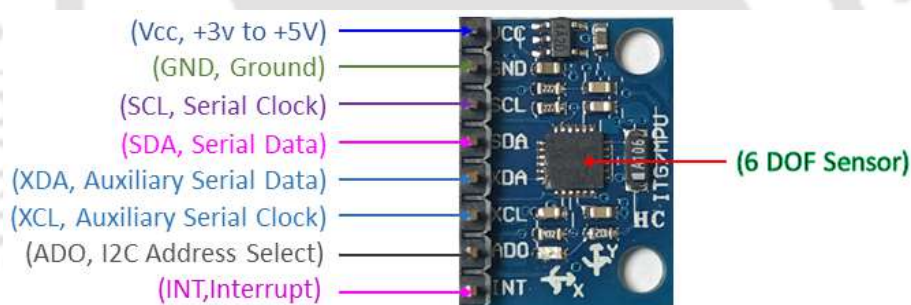 (Vcc, +3v to +5V)
(GND, Ground)
(SCL, Serial Clock)
(SDA, Serial Data)
(XDA, Auxiliary Serial Data)
(XCL, Auxiliary Serial Clock)
(ADO, I2C Address Select)
(INT,Interrupt)
VCC
GND
SCL
SDA
XDA
XCL
ADO
INT
ITG/MPU
HC
Y
X
(6 DOF Sensor)